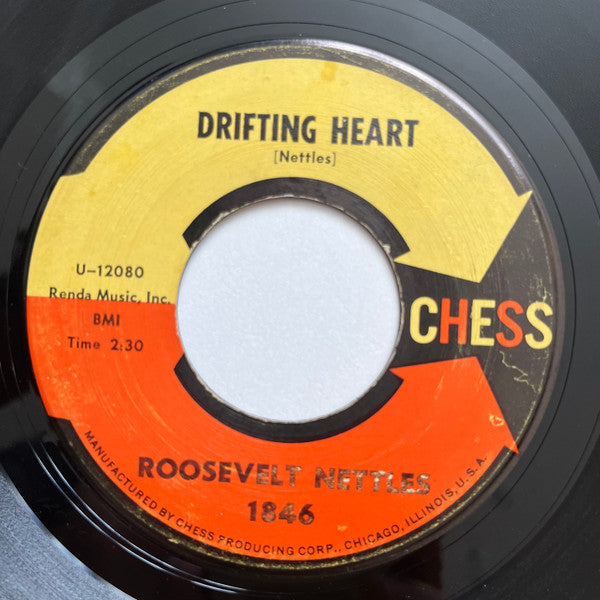 DRIFTING HEART
[Nettles]
U-12080
Renda Music, Inc.
BMI
Time 2:30
CHESS
ROOSEVELT NETTLES
1846
MANUFACTURED BY CHESS PRODUCING CORP., CHICAGO, ILLINOIS, U.S.A.